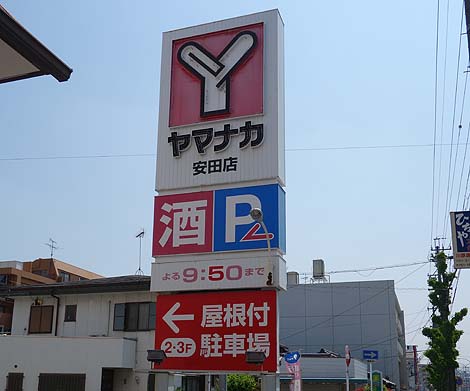 Y
ヤマナカ
安田店
酒 P
よる9:50まで
← 屋根付
2・3F 駐車場